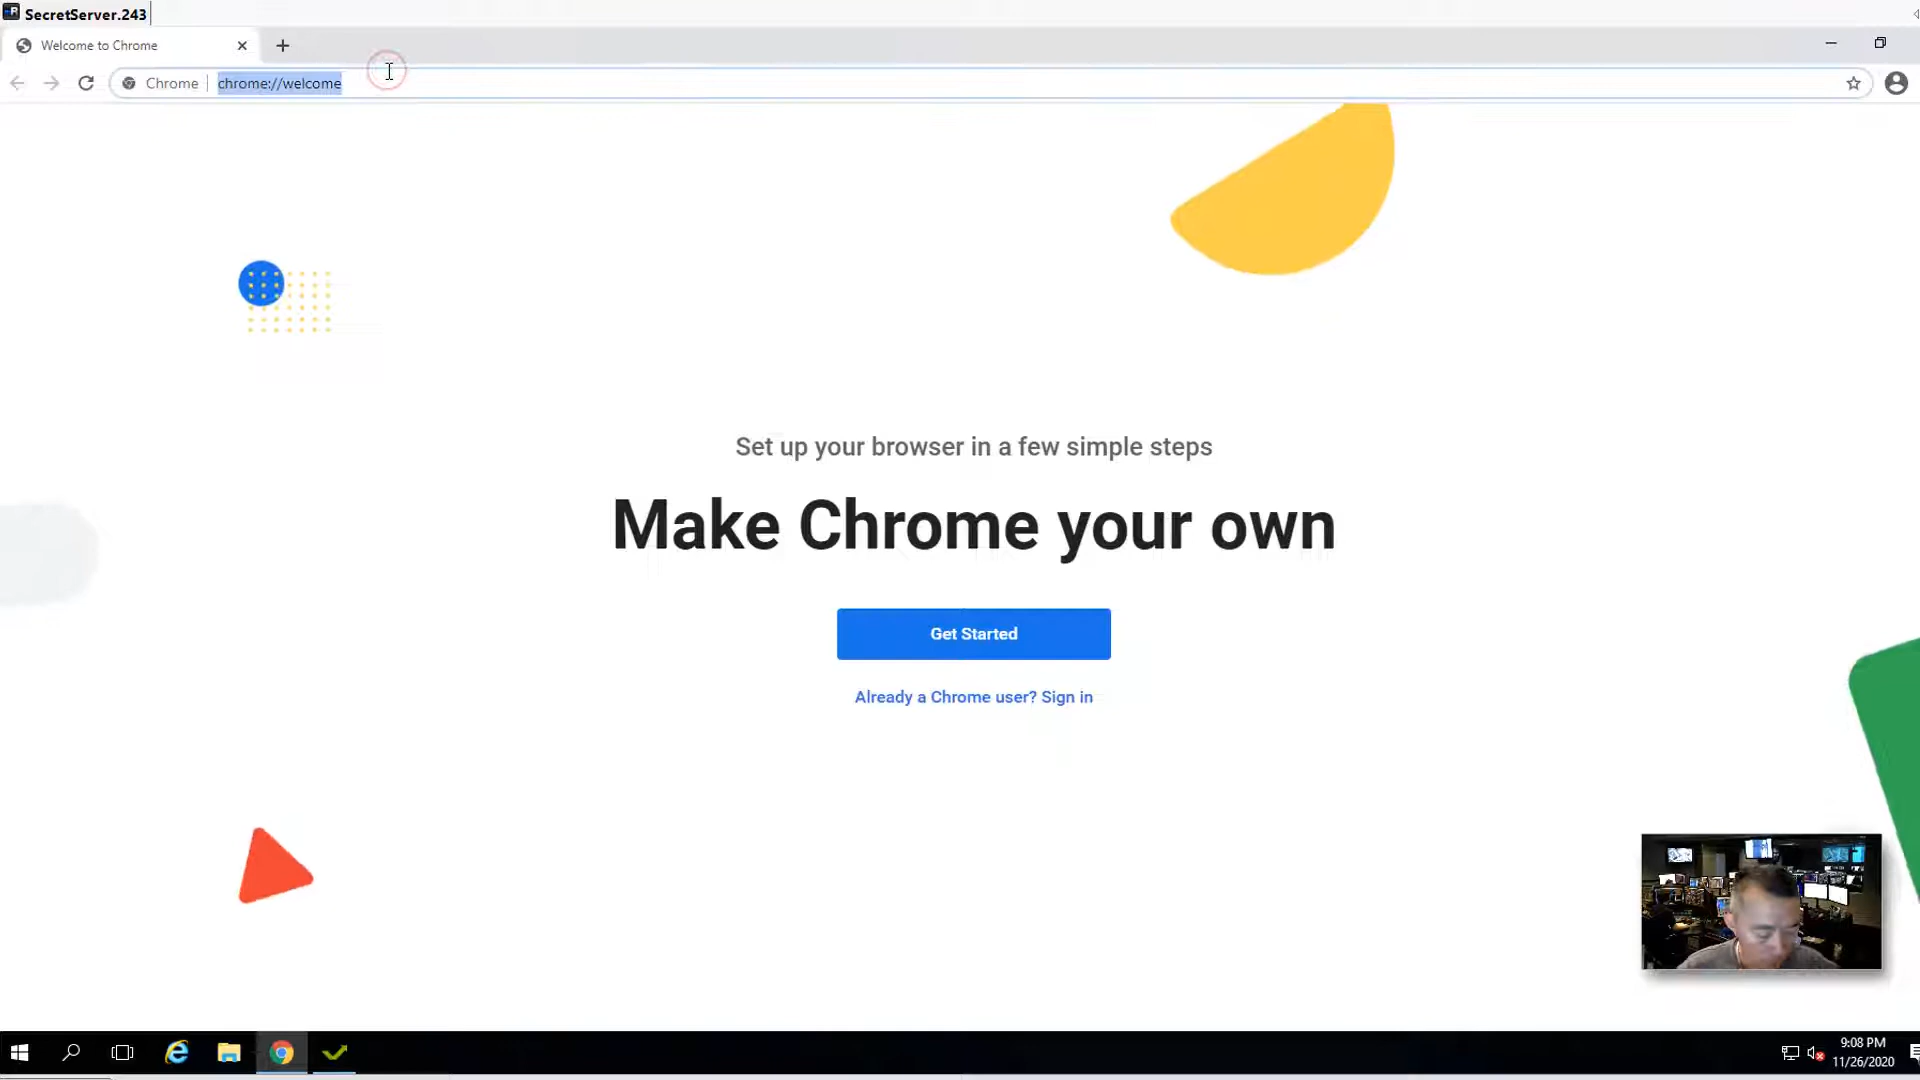 SecretServer.243
Welcome to Chrome
Chrome
chrome://welcome
Set up your browser in a few simple steps
Make Chrome your own
Get Started
Already a Chrome user? Sign in
9:08 PM
11/26/2020